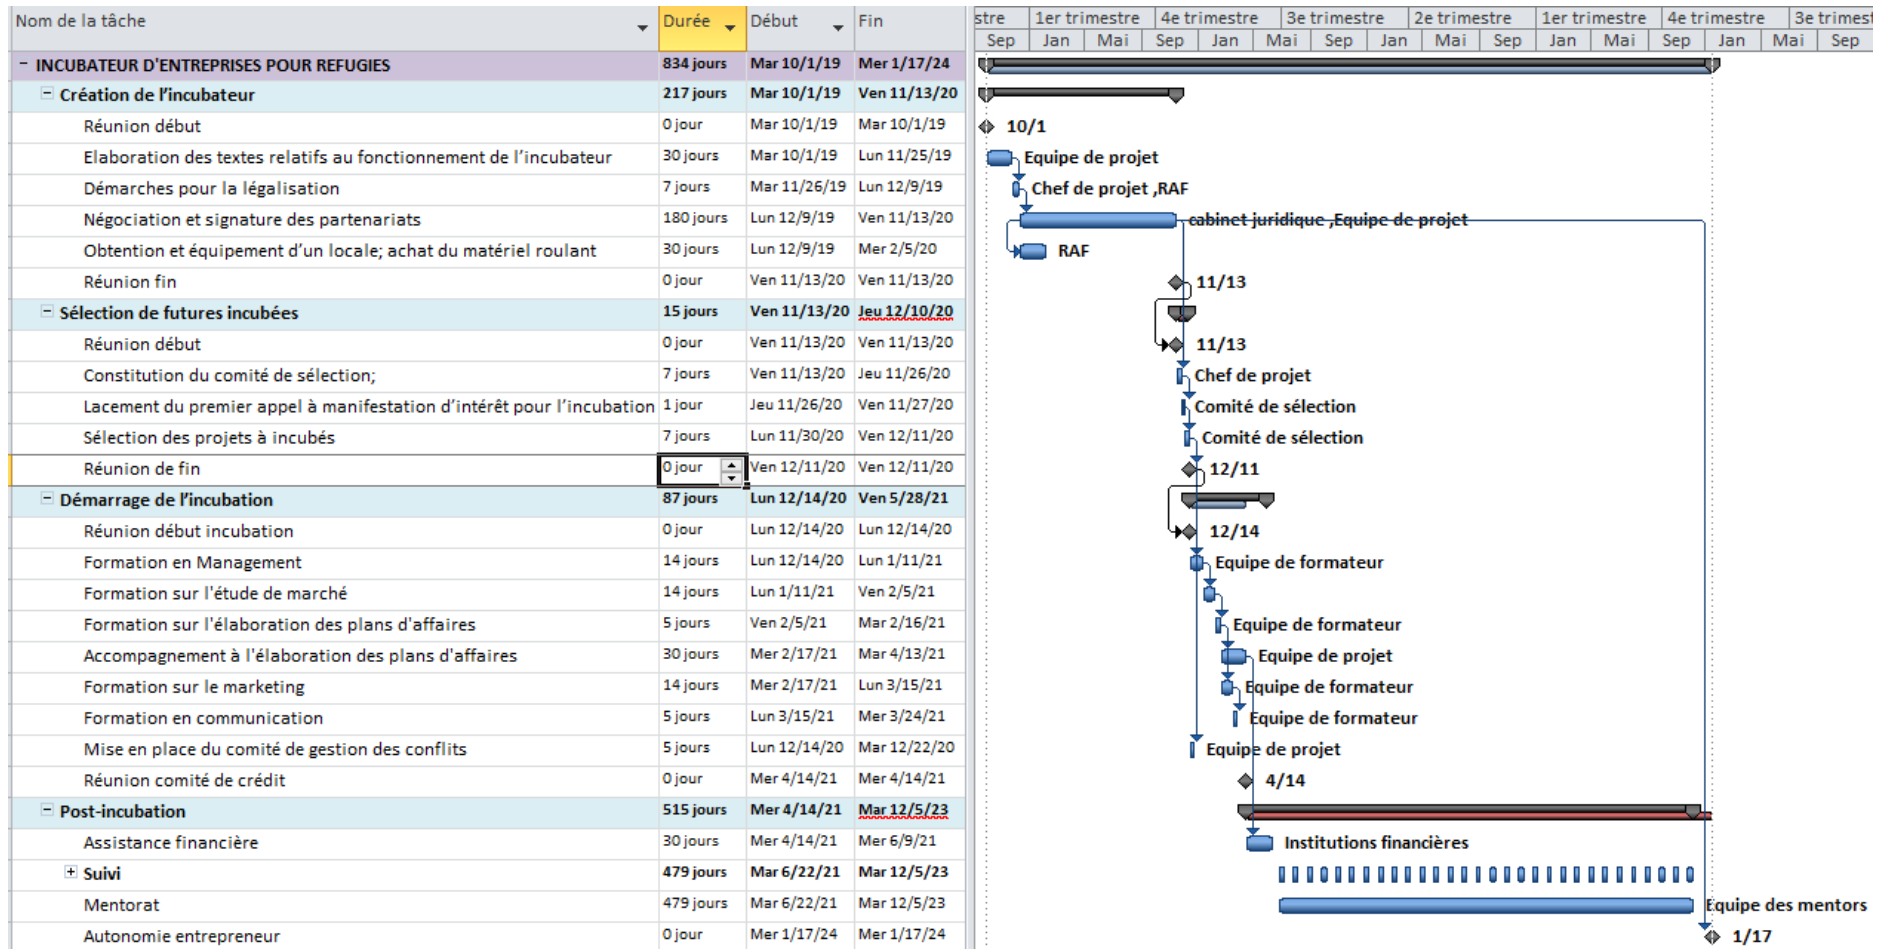 Nom de la tâche Durée Début Fin stre 1er trimestre 4e trimestre 3e trimestre 2e trimestre 1er trimestre 4e trimestre 3e trimest
Sep Jan Mai Sep Jan Mai Sep Jan Mai Sep Jan Mai Sep Jan Mai Sep
INCUBATEUR D'ENTREPRISES POUR REFUGIES 834 jours Mar 10/1/19 Mer 1/17/24
Création de l’incubateur 217 jours Mar 10/1/19 Ven 11/13/20
Réunion début 0 jour Mar 10/1/19 Mar 10/1/19 10/1
Elaboration des textes relatifs au fonctionnement de l’incubateur 30 jours Mar 10/1/19 Lun 11/25/19 Equipe de projet
Démarches pour la légalisation 7 jours Mar 11/26/19 Lun 12/9/19 Chef de projet ,RAF
Négociation et signature des partenariats 180 jours Lun 12/9/19 Ven 11/13/20 cabinet juridique ,Equipe de projet
Obtention et équipement d’un locale; achat du matériel roulant 30 jours Lun 12/9/19 Mer 2/5/20 RAF
Réunion fin 0 jour Ven 11/13/20 Ven 11/13/20 11/13
Sélection de futures incubées 15 jours Ven 11/13/20 Jeu 12/10/20
Réunion début 0 jour Ven 11/13/20 Ven 11/13/20 11/13
Constitution du comité de sélection; 7 jours Ven 11/13/20 Jeu 11/26/20 Chef de projet
Lacement du premier appel à manifestation d’intérêt pour l’incubation 1 jour Jeu 11/26/20 Ven 11/27/20 Comité de sélection
Sélection des projets à incubés 7 jours Lun 11/30/20 Ven 12/11/20 Comité de sélection
Réunion de fin 0 jour Ven 12/11/20 Ven 12/11/20 12/11
Démarrage de l’incubation 87 jours Lun 12/14/20 Ven 5/28/21
Réunion début incubation 0 jour Lun 12/14/20 Lun 12/14/20 12/14
Formation en Management 14 jours Lun 12/14/20 Lun 1/11/21 Equipe de formateur
Formation sur l'étude de marché 14 jours Lun 1/11/21 Ven 2/5/21
Formation sur l'élaboration des plans d'affaires 5 jours Ven 2/5/21 Mar 2/16/21 Equipe de formateur
Accompagnement à l'élaboration des plans d'affaires 30 jours Mer 2/17/21 Mar 4/13/21 Equipe de projet
Formation sur le marketing 14 jours Mer 2/17/21 Lun 3/15/21 Equipe de formateur
Formation en communication 5 jours Lun 3/15/21 Mer 3/24/21 Equipe de formateur
Mise en place du comité de gestion des conflits 5 jours Lun 12/14/20 Mar 12/22/20 Equipe de projet
Réunion comité de crédit 0 jour Mer 4/14/21 Mer 4/14/21 4/14
Post-incubation 515 jours Mer 4/14/21 Mar 12/5/23
Assistance financière 30 jours Mer 4/14/21 Mer 6/9/21 Institutions financières
Suivi 479 jours Mar 6/22/21 Mar 12/5/23
Mentorat 479 jours Mar 6/22/21 Mar 12/5/23 Equipe des mentors
Autonomie entrepreneur 0 jour Mer 1/17/24 Mer 1/17/24 1/17